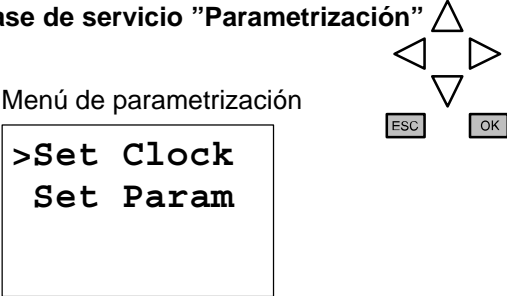 ase de servicio ”Parametrización”
Menú de parametrización
ESC OK
>Set Clock
Set Param